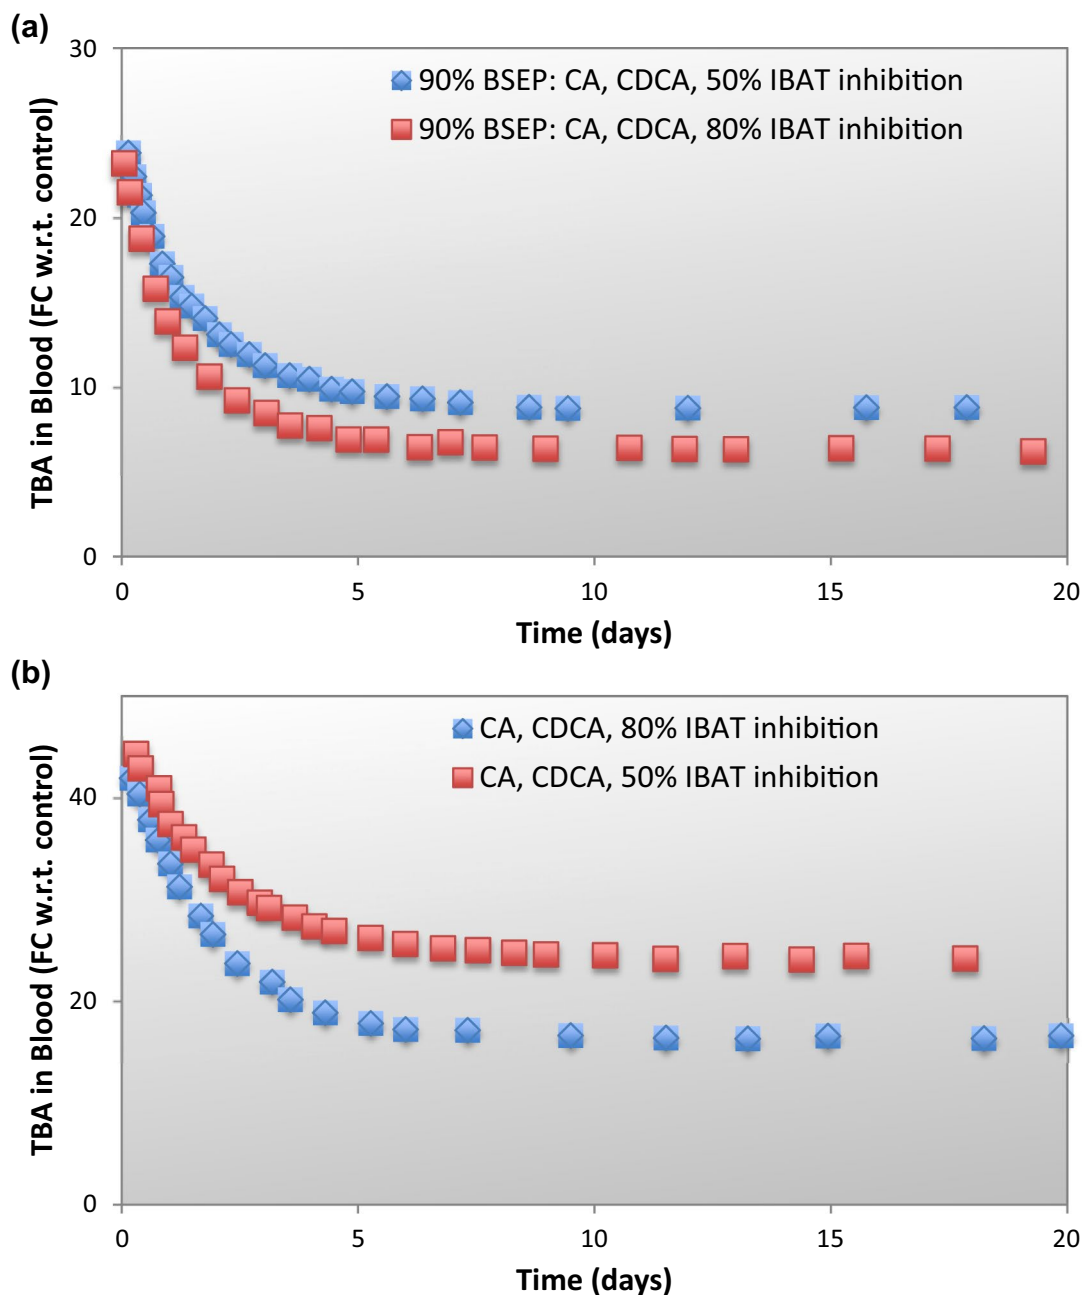 (a)
30
20
10
0
TBA in Blood (FC w.r.t. control)
90% BSEP: CA, CDCA, 50% IBAT inhibition
90% BSEP: CA, CDCA, 80% IBAT inhibition
0 5 10 15 20
Time (days)
(b)
40
20
0
TBA in Blood (FC w.r.t. control)
CA, CDCA, 80% IBAT inhibition
CA, CDCA, 50% IBAT inhibition
0 5 10 15 20
Time (days)